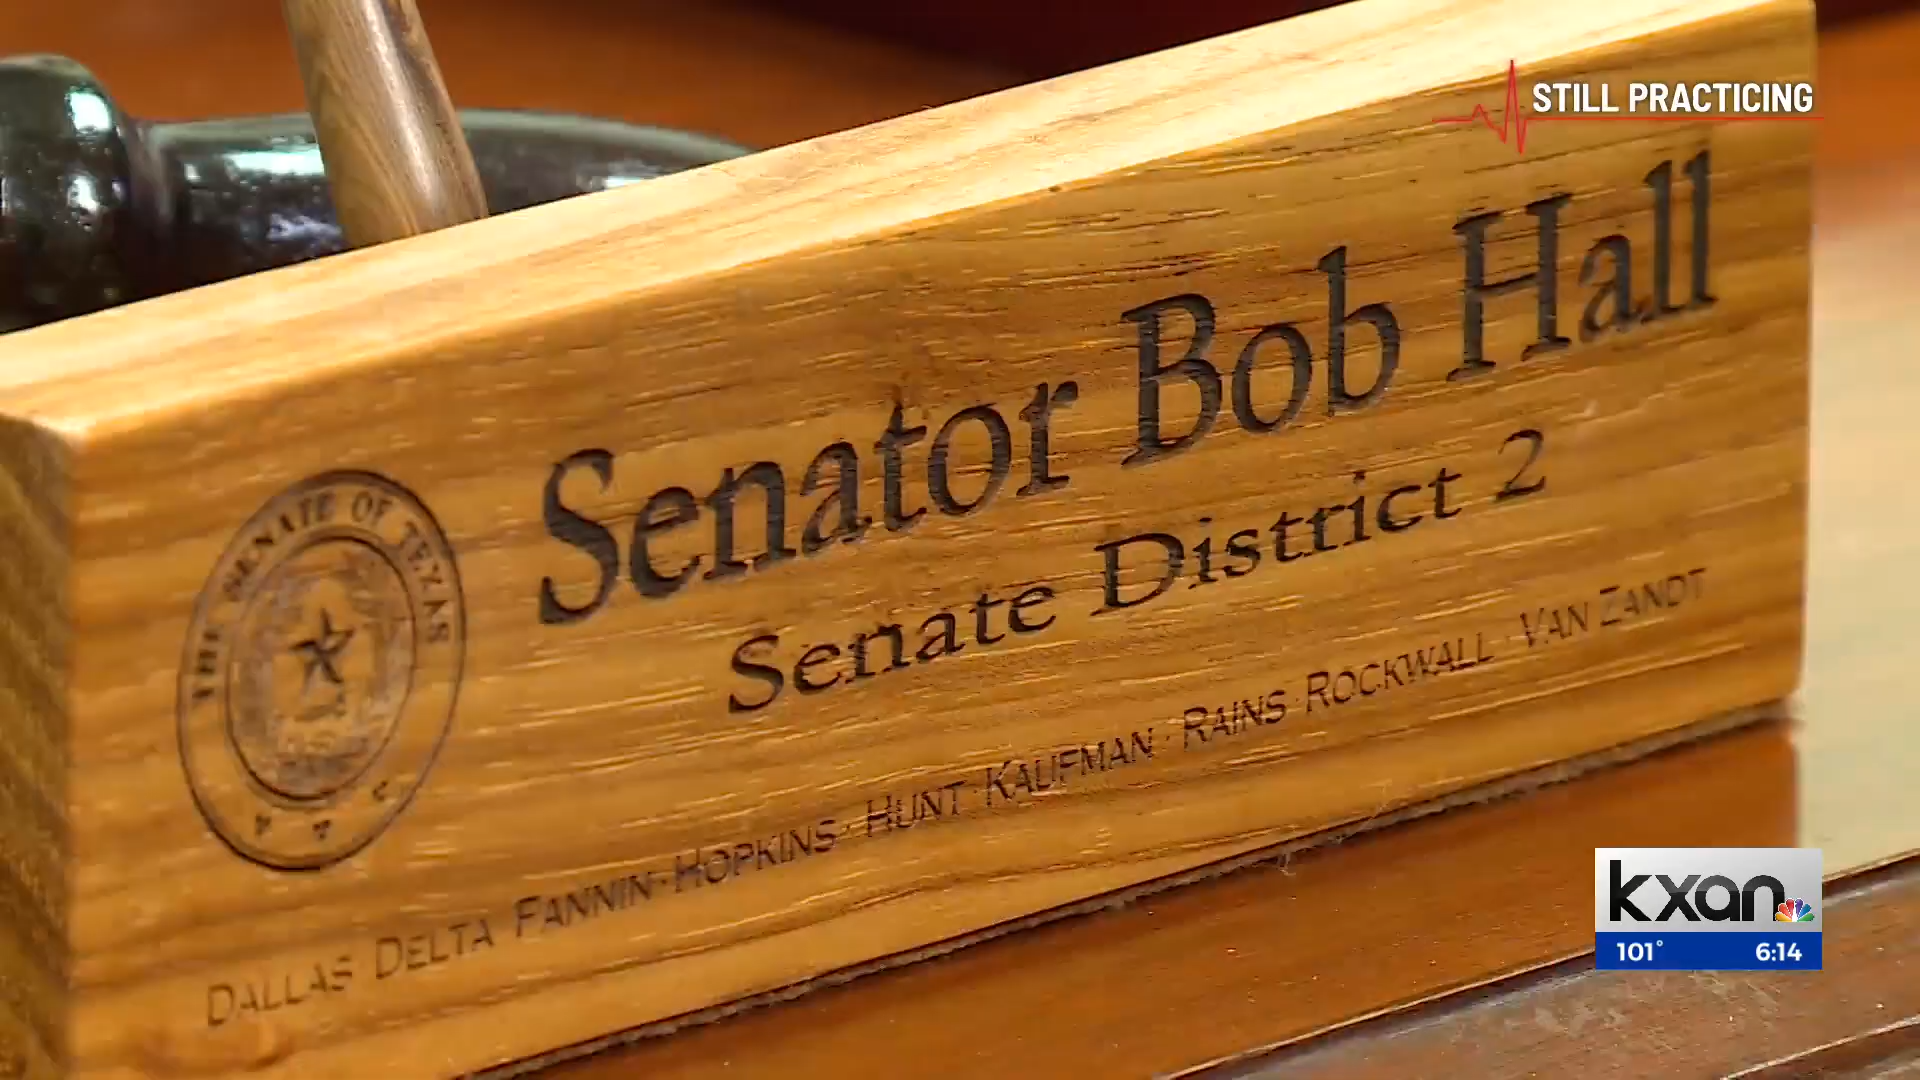 STILL PRACTICING
THE SENATE OF TEXAS
Senator Bob Hall
Senate District 2
DALLAS DELTA FANNIN · HOPKINS · HUNT · KAUFMAN · RAINS · ROCKWALL · VAN ZANDT
kxan
101° 6:14